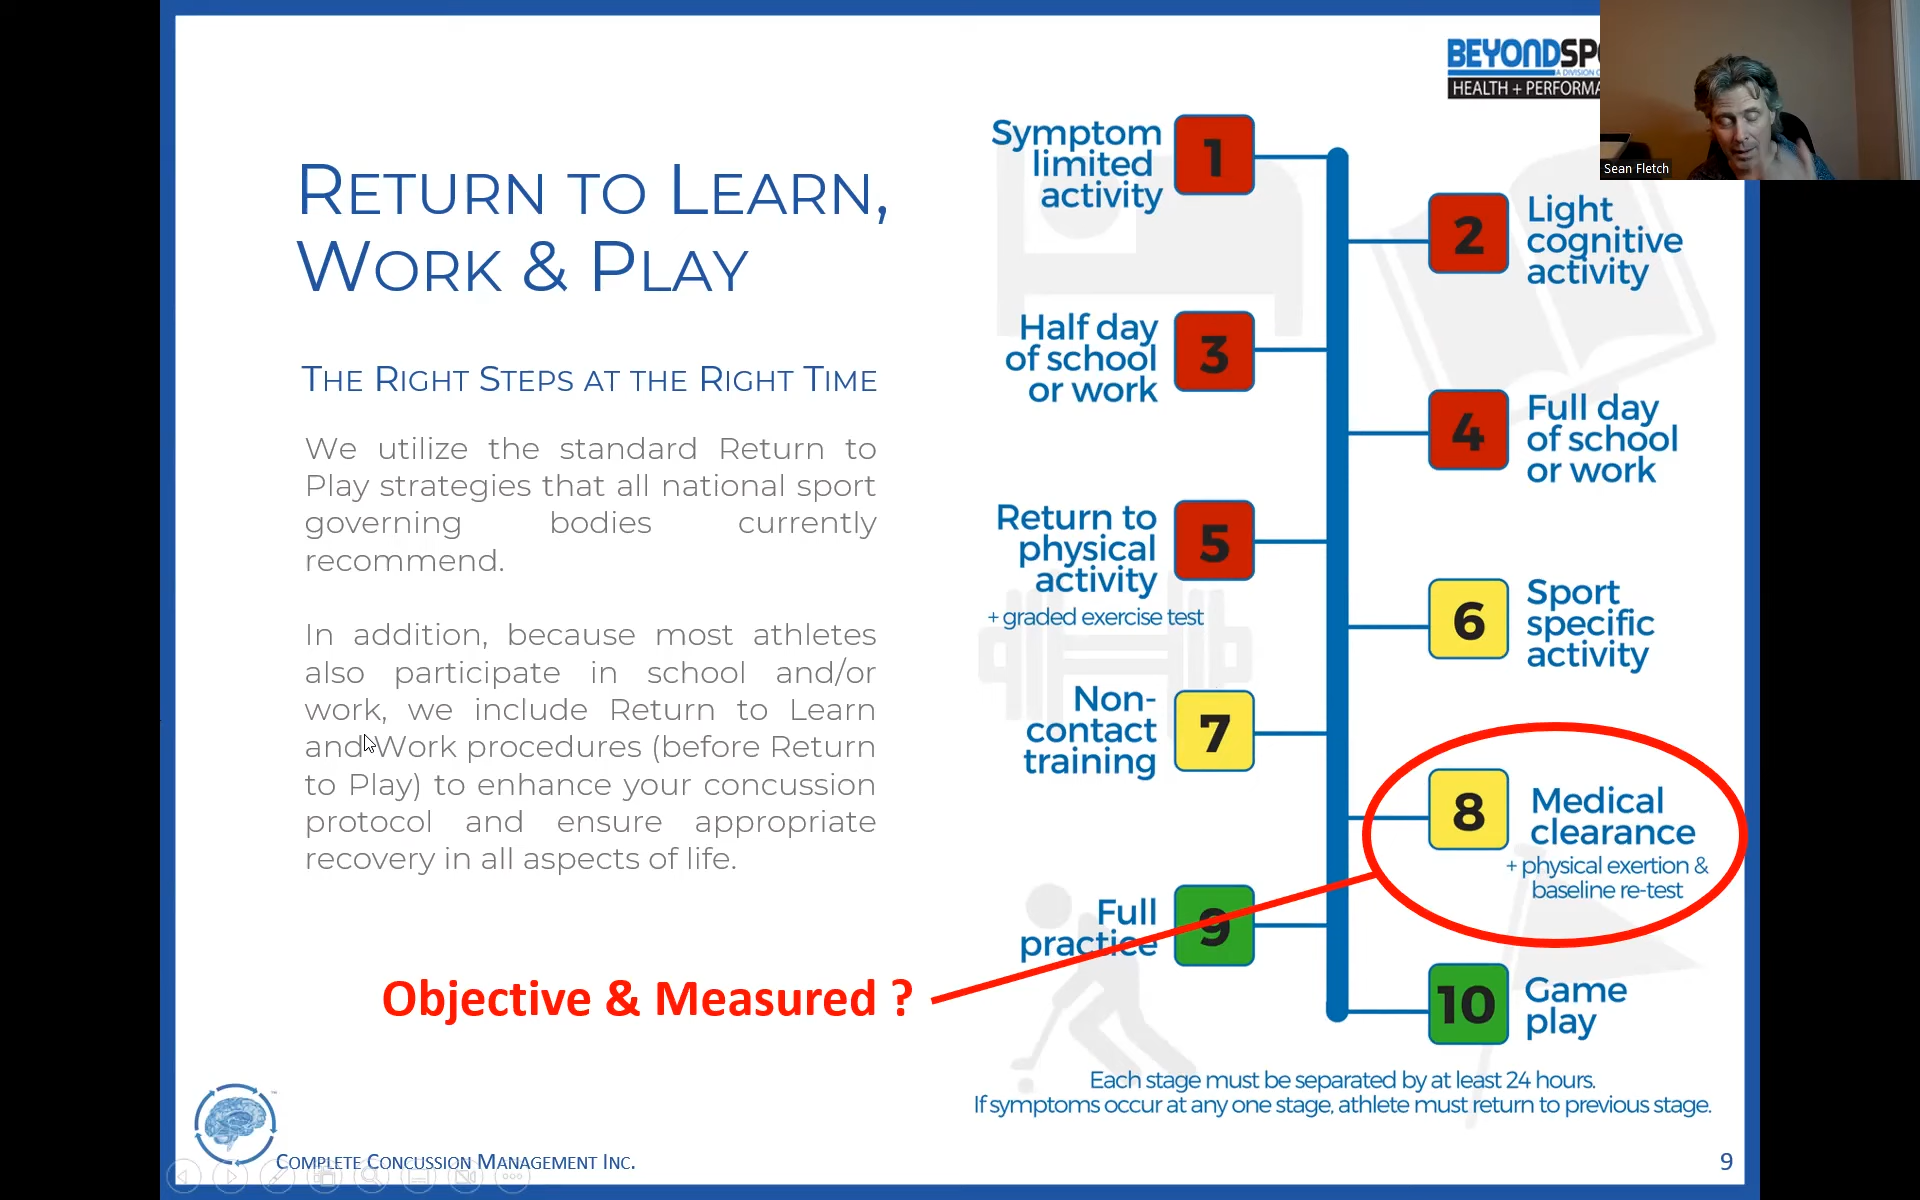 BEYONDSP
A DIVISION O
HEALTH + PERFORMA
Sean Fletch
RETURN TO LEARN,
WORK & PLAY
THE RIGHT STEPS AT THE RIGHT TIME
We utilize the standard Return to
Play strategies that all national sport
governing bodies currently
recommend.
In addition, because most athletes
also participate in school and/or
work, we include Return to Learn
and Work procedures (before Return
to Play) to enhance your concussion
protocol and ensure appropriate
recovery in all aspects of life.
Symptom
limited
activity
1
2
Light
cognitive
activity
Half day
of school
or work
3
4
Full day
of school
or work
Return to
physical
activity
+ graded exercise test
5
6
Sport
specific
activity
Non-
contact
training
7
8
Medical
clearance
+ physical exertion &
baseline re-test
Full
practice
9
10
Game
play
Objective & Measured ?
Each stage must be separated by at least 24 hours.
If symptoms occur at any one stage, athlete must return to previous stage.
COMPLETE CONCUSSION MANAGEMENT INC.
9